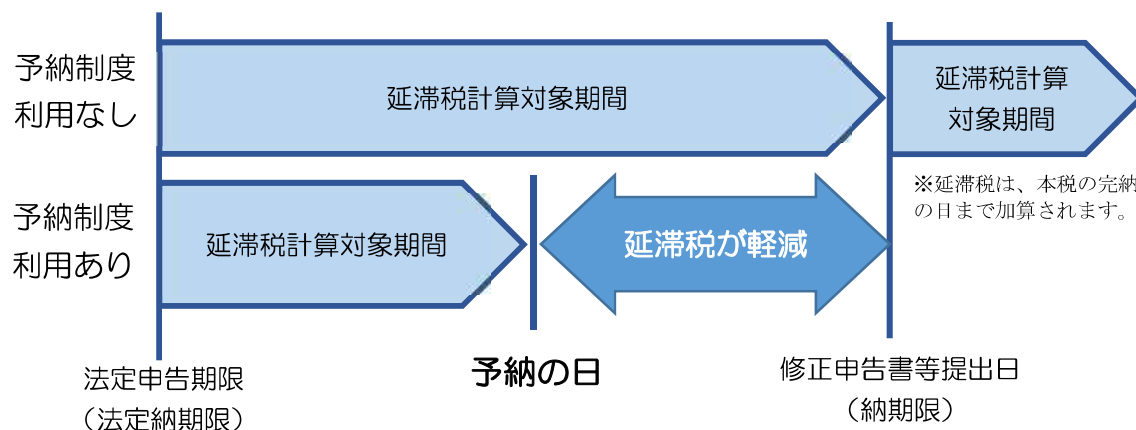 予納制度
利用なし
延滞税計算対象期間
延滞税計算
対象期間
※延滞税は、本税の完納
の日まで加算されます。
予納制度
利用あり
延滞税計算対象期間
延滞税が軽減
法定申告期限
（法定納期限）
予納の日
修正申告書等提出日
（納期限）